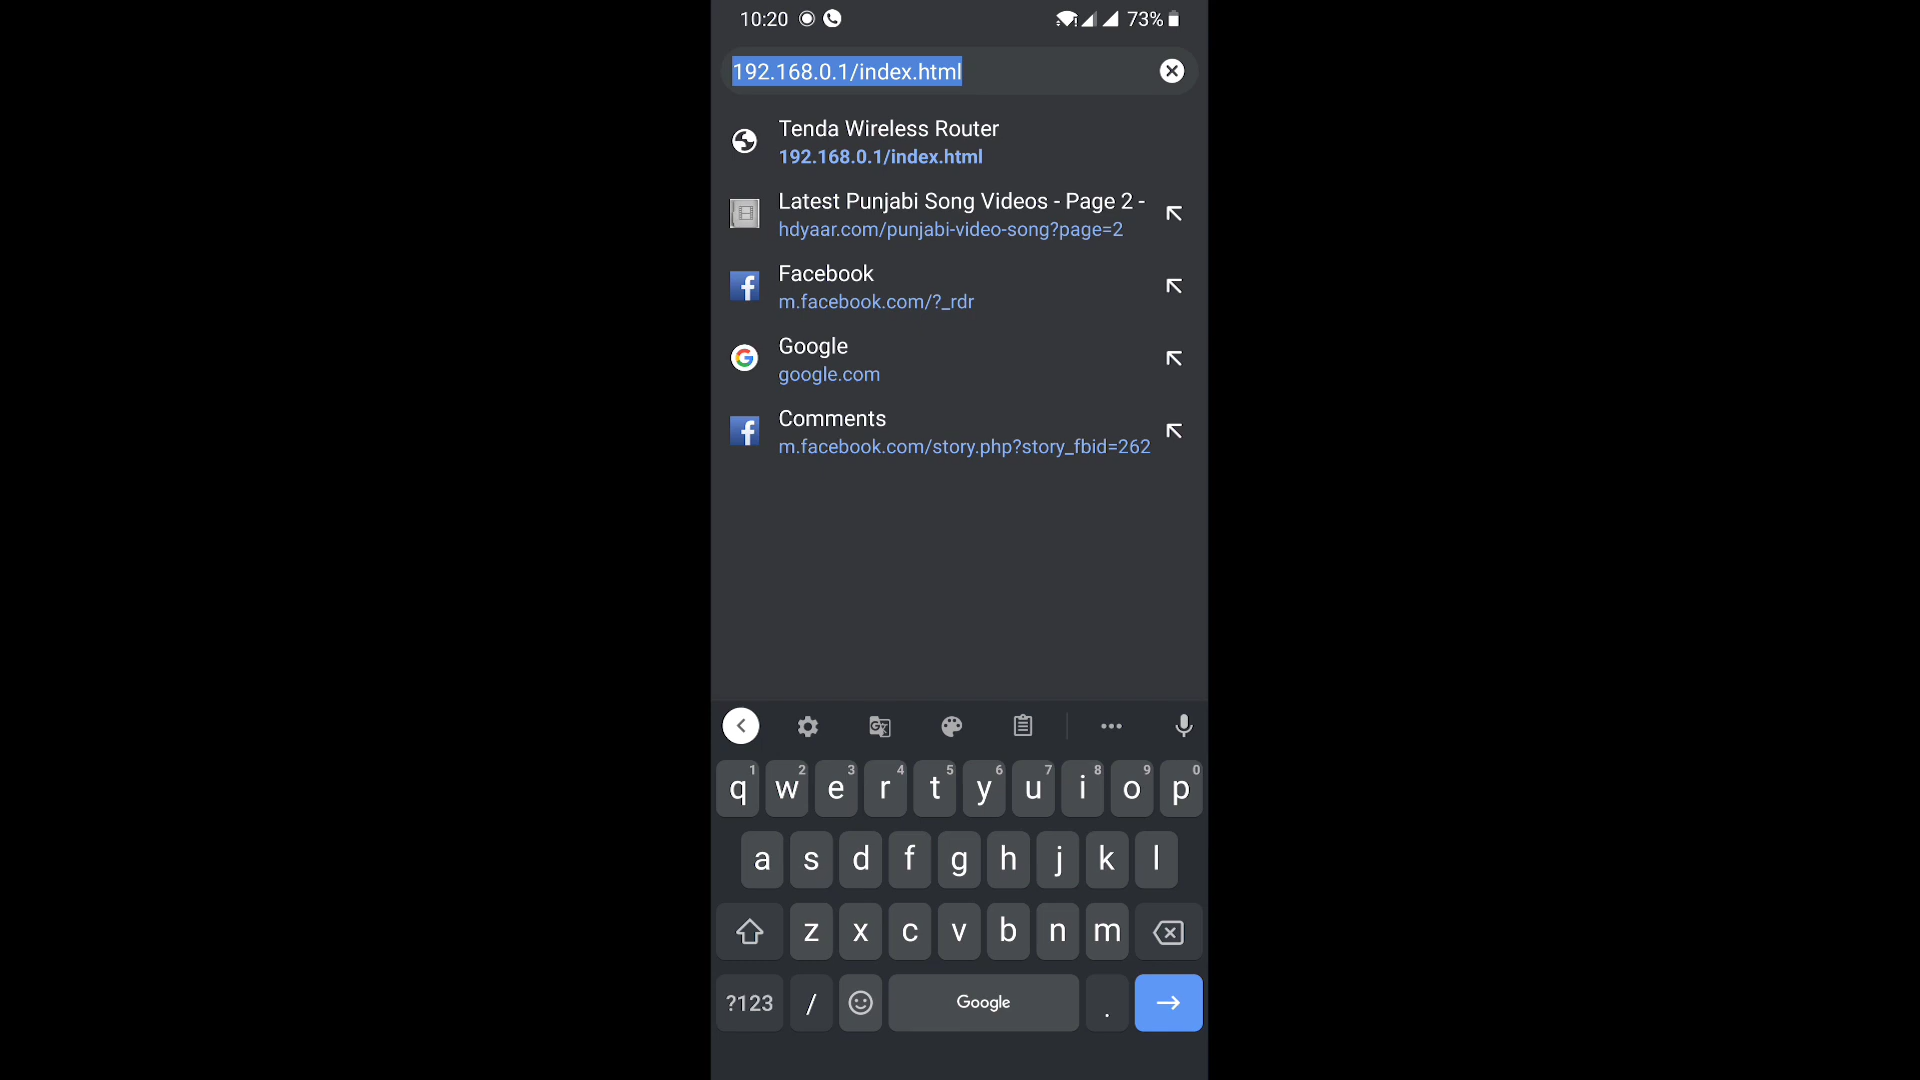 10:20 73%
192.168.0.1/index.html
Tenda Wireless Router
192.168.0.1/index.html
Latest Punjabi Song Videos - Page 2 -
hdyaar.com/punjabi-video-song?page=2
Facebook
m.facebook.com/?_rdr
Google
google.com
Comments
m.facebook.com/story.php?story_fbid=262
1 2 3 4 5 6 7 8 9 0
q w e r t y u i o p
a s d f g h j k l
z x c v b n m
?123 / Google .